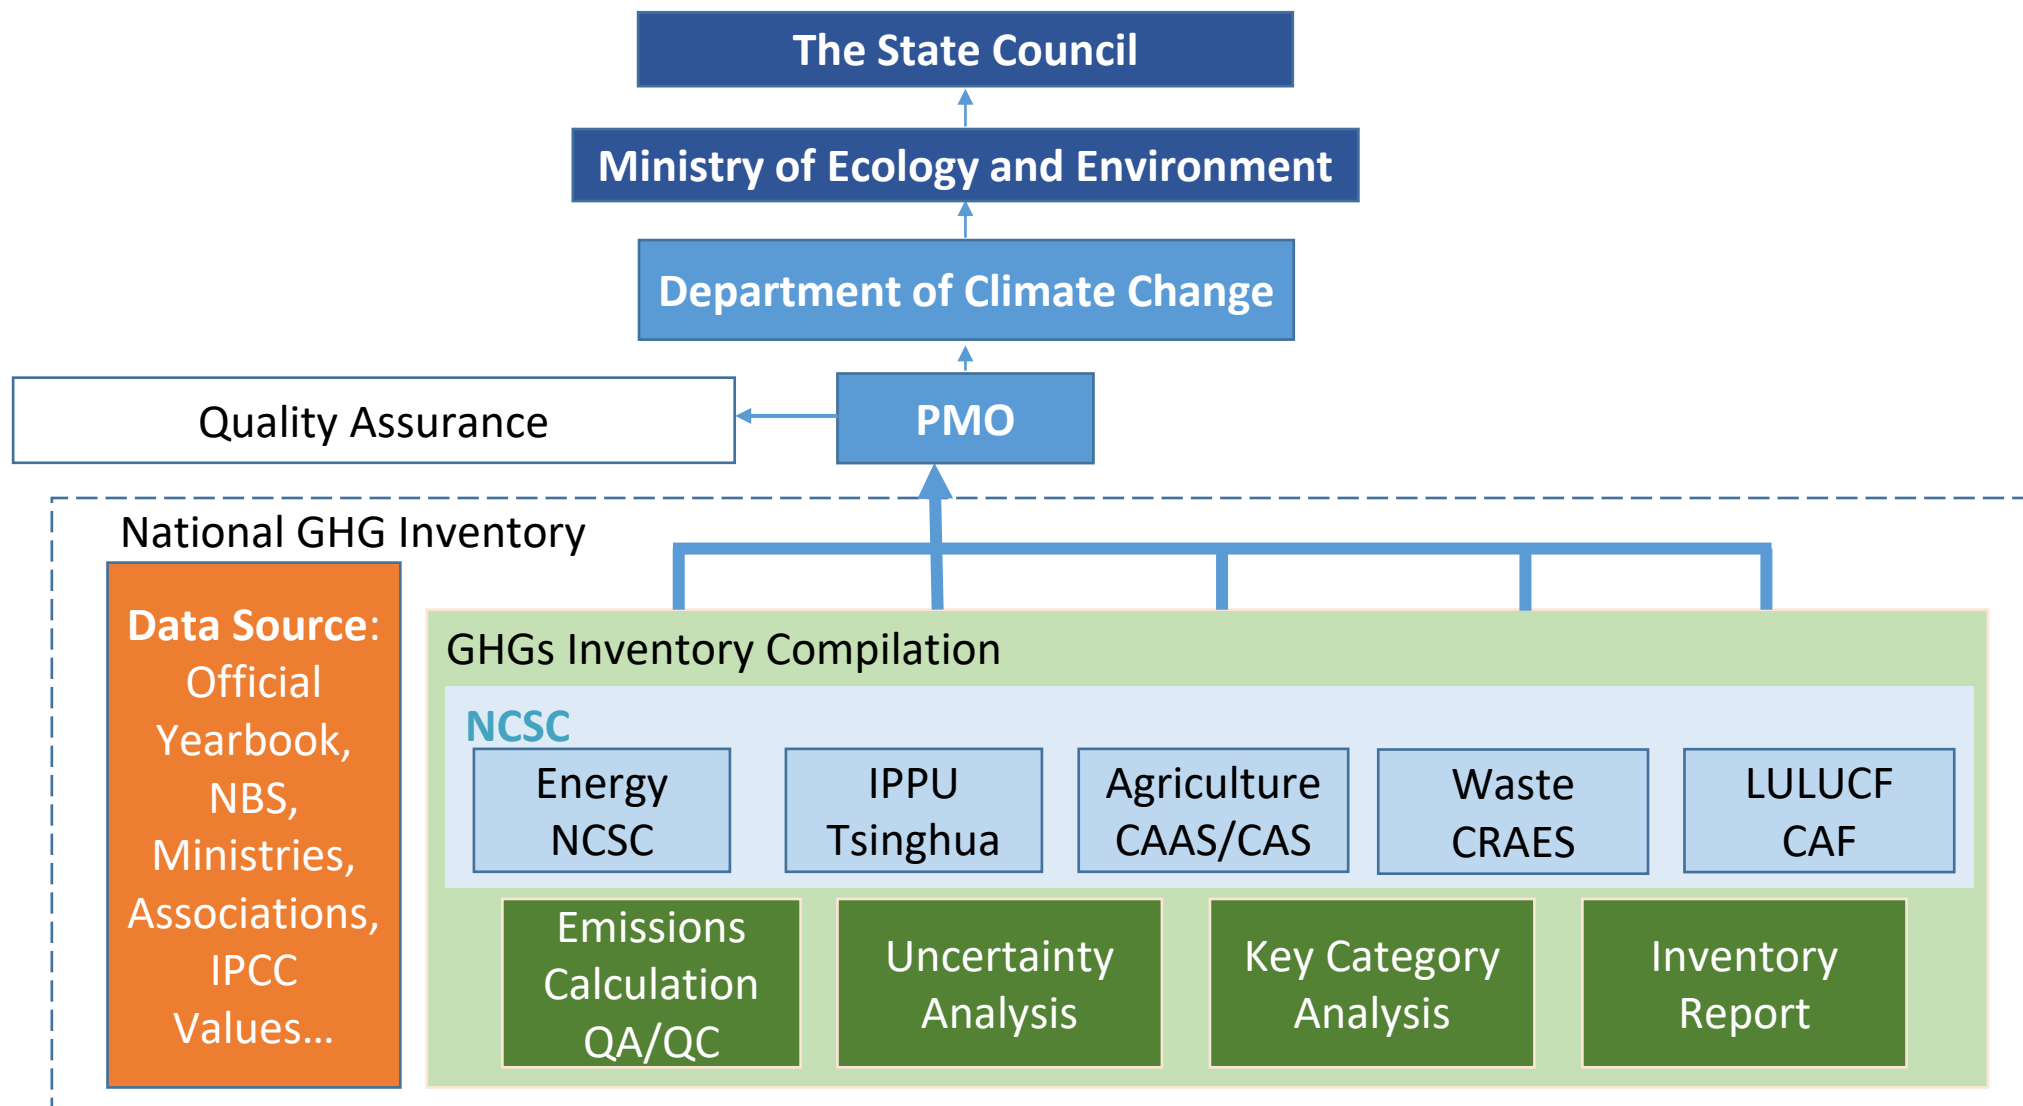 The State Council
Ministry of Ecology and Environment
Department of Climate Change
Quality Assurance
PMO
National GHG Inventory
Data Source:
Official
Yearbook,
NBS,
Ministries,
Associations,
IPCC
Values...
GHGs Inventory Compilation
NCSC
Energy
NCSC
IPPU
Tsinghua
Agriculture
CAAS/CAS
Waste
CRAES
LULUCF
CAF
Emissions
Calculation
QA/QC
Uncertainty
Analysis
Key Category
Analysis
Inventory
Report